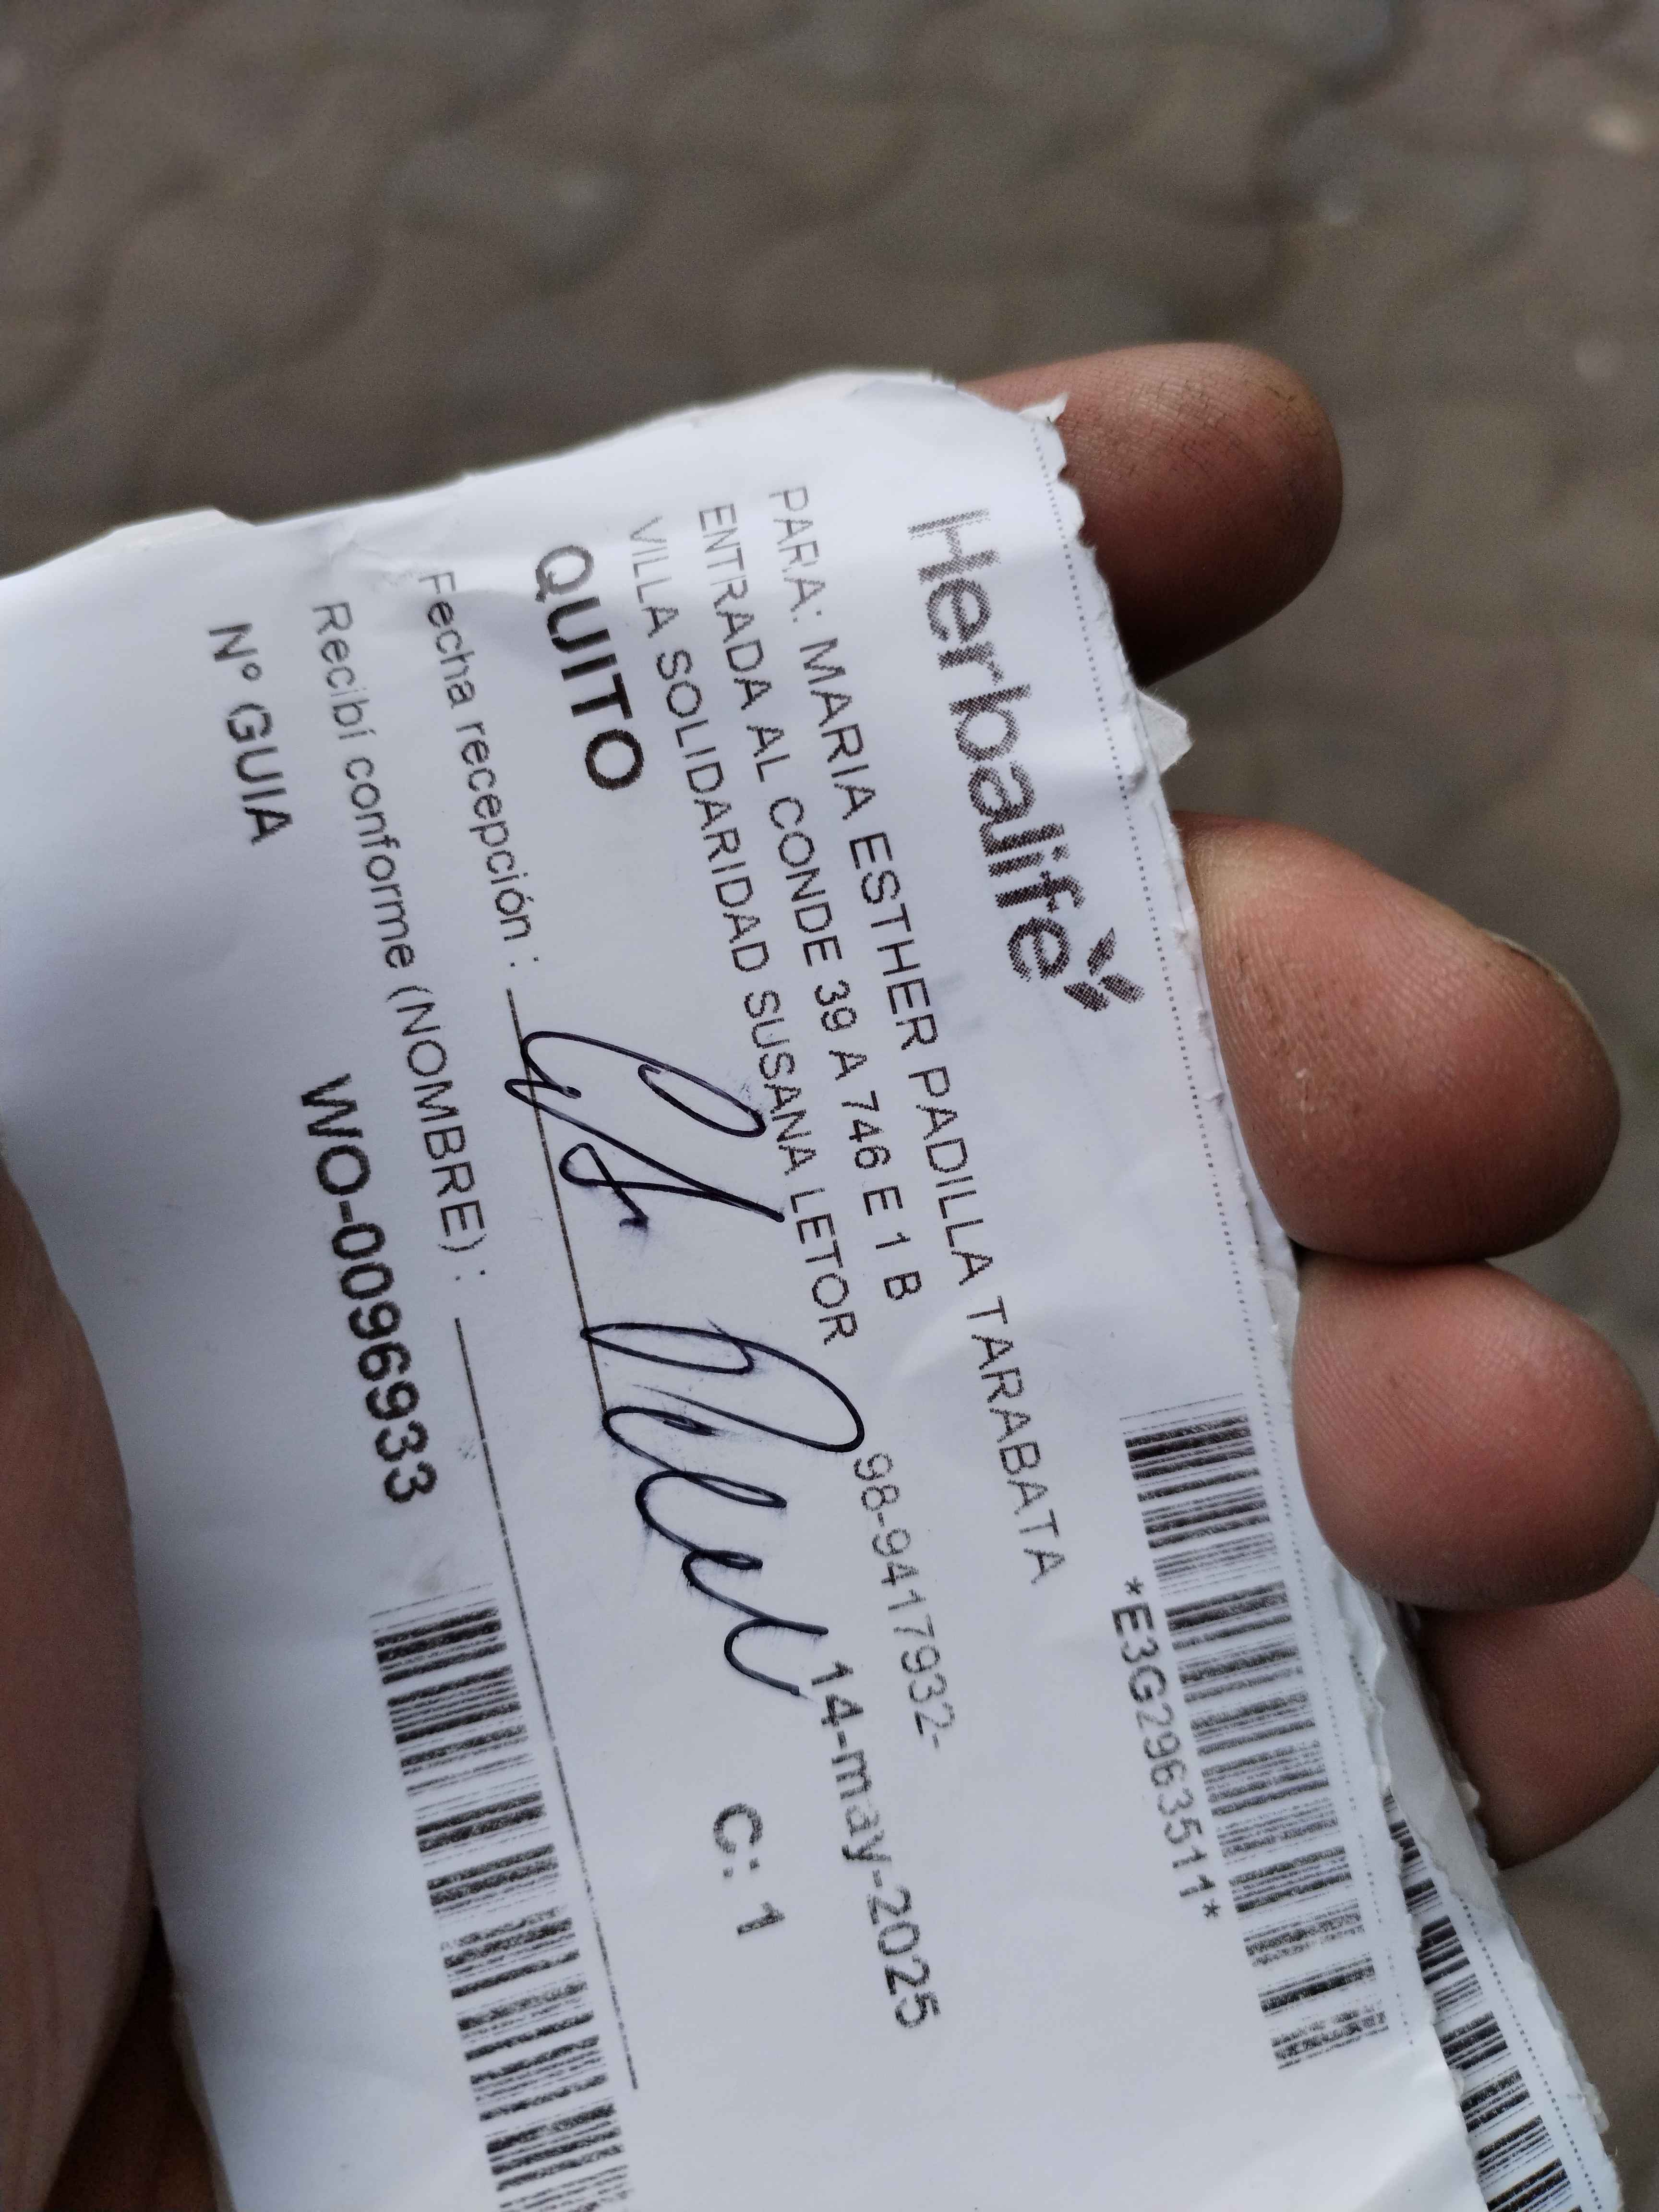 Herbalife
*E3G2963511*
PARA: MARIA ESTHER PADILLA TARABATA
ENTRADA AL CONDE 39 A 746 E 1 B
98-9417932-
VILLA SOLIDARIDAD SUSANA LETOR
14-may-2025
QUITO
C: 1
Fecha recepción :
Recibí conforme (NOMBRE) :
N° GUIA WO-0096933